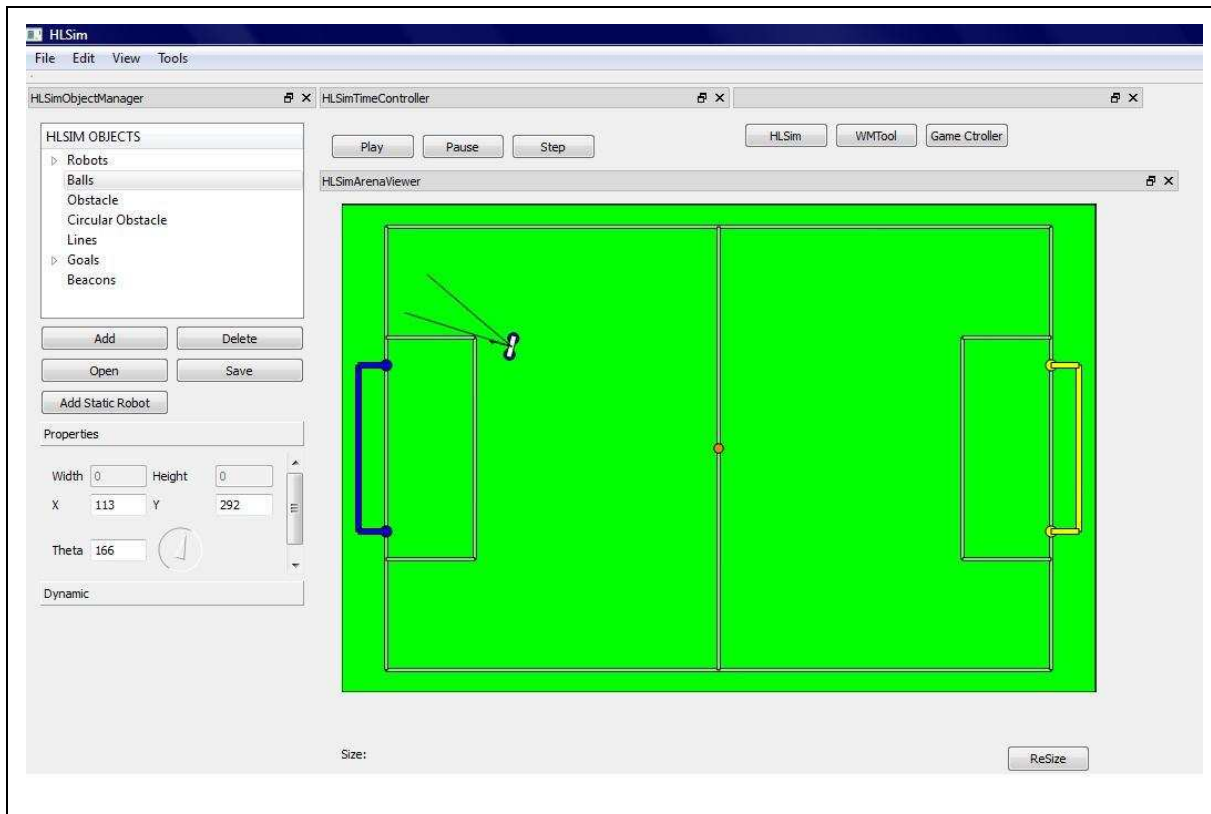 HLSim
File Edit View Tools
HLSimObjectManager
HLSimTimeController
HLSIM OBJECTS
Robots
Balls
Obstacle
Circular Obstacle
Lines
Goals
Beacons
Add Delete
Open Save
Add Static Robot
Properties
Width 0 Height 0
X 113 Y 292
Theta 166
Dynamic
Play Pause Step
HLSim WMTool Game Ctroller
HLSimArenaViewer
Size:
ReSize